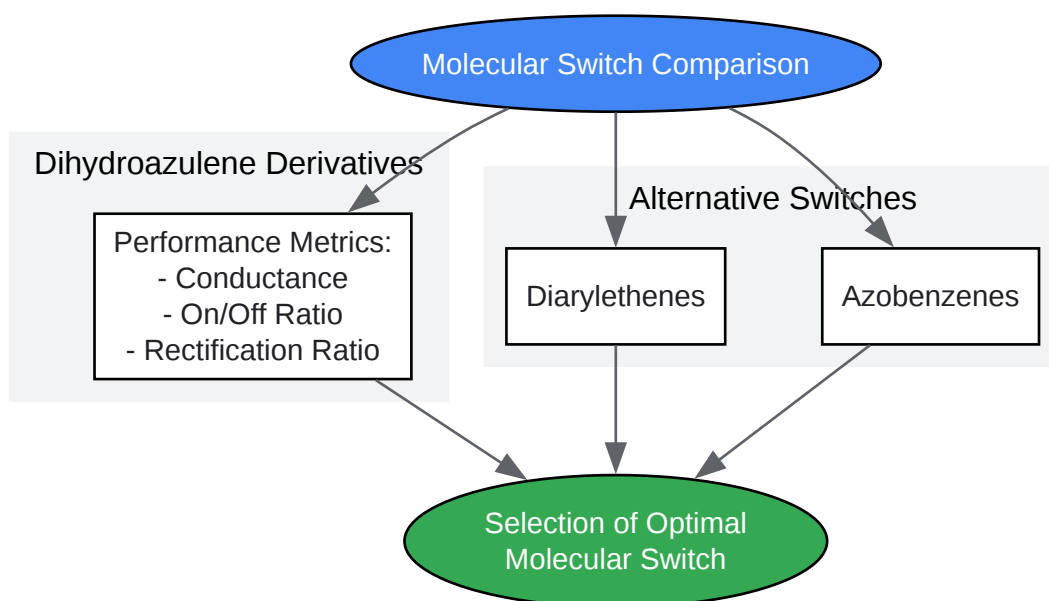 Molecular Switch Comparison
Dihydroazulene Derivatives
Performance Metrics:
- Conductance
- On/Off Ratio
- Rectification Ratio
Alternative Switches
Diarylethenes
Azobenzenes
Selection of Optimal
Molecular Switch